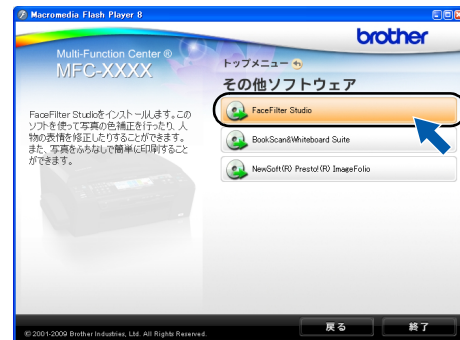 Macromedia Flash Player 8
brother
Multi-Function Center ®
MFC-XXXX
トップメニュー
その他ソフトウェア
FaceFilter Studioをインストールします。この
ソフトを使って写真の色補正を行ったり、人
物の表情を修正したりすることができます。
また、写真をふちなしで簡単に印刷すること
ができます。
FaceFilter Studio
BookScan&Whiteboard Suite
NewSoft(R) Presto!(R) ImageFolio
© 2001-2009 Brother Industries, Ltd. All Rights Reserved.
戻る
終了